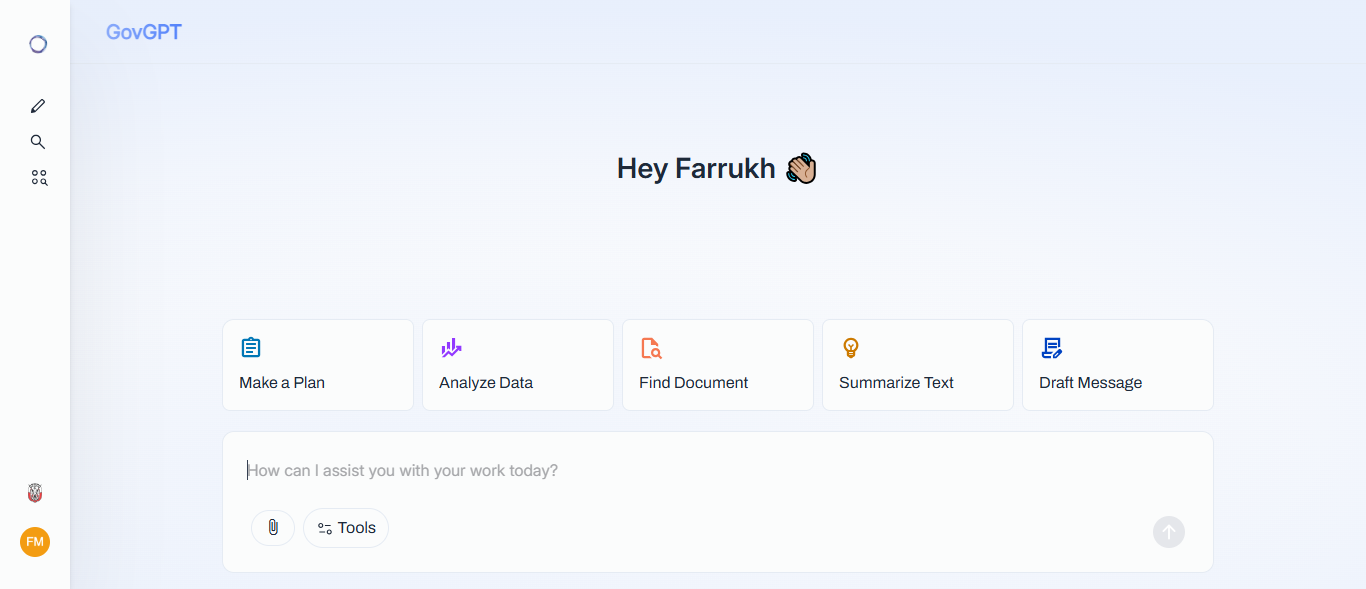 GovGPT
Hey Farrukh 👋🏽
Make a Plan
Analyze Data
Find Document
Summarize Text
Draft Message
How can I assist you with your work today?
Tools
FM